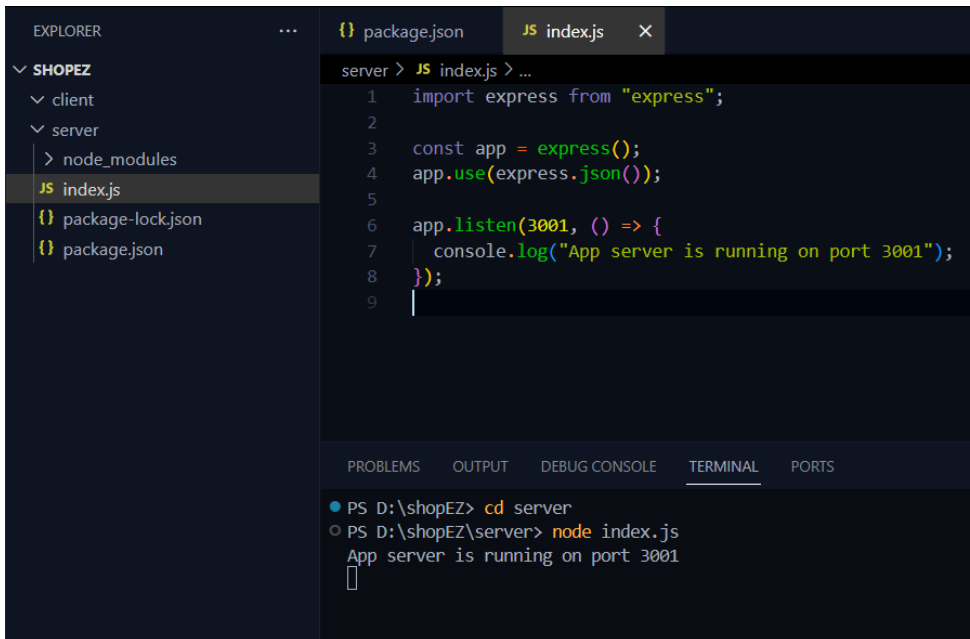 EXPLORER ...
SHOPEZ
client
server
node_modules
JS index.js
{} package-lock.json
{} package.json
{} package.json JS index.js ×
server > JS index.js > ...
1 import express from "express";
2
3 const app = express();
4 app.use(express.json());
5
6 app.listen(3001, () => {
7 console.log("App server is running on port 3001");
8 });
9
PROBLEMS OUTPUT DEBUG CONSOLE TERMINAL PORTS
PS D:\shopEZ> cd server
PS D:\shopEZ\server> node index.js
App server is running on port 3001